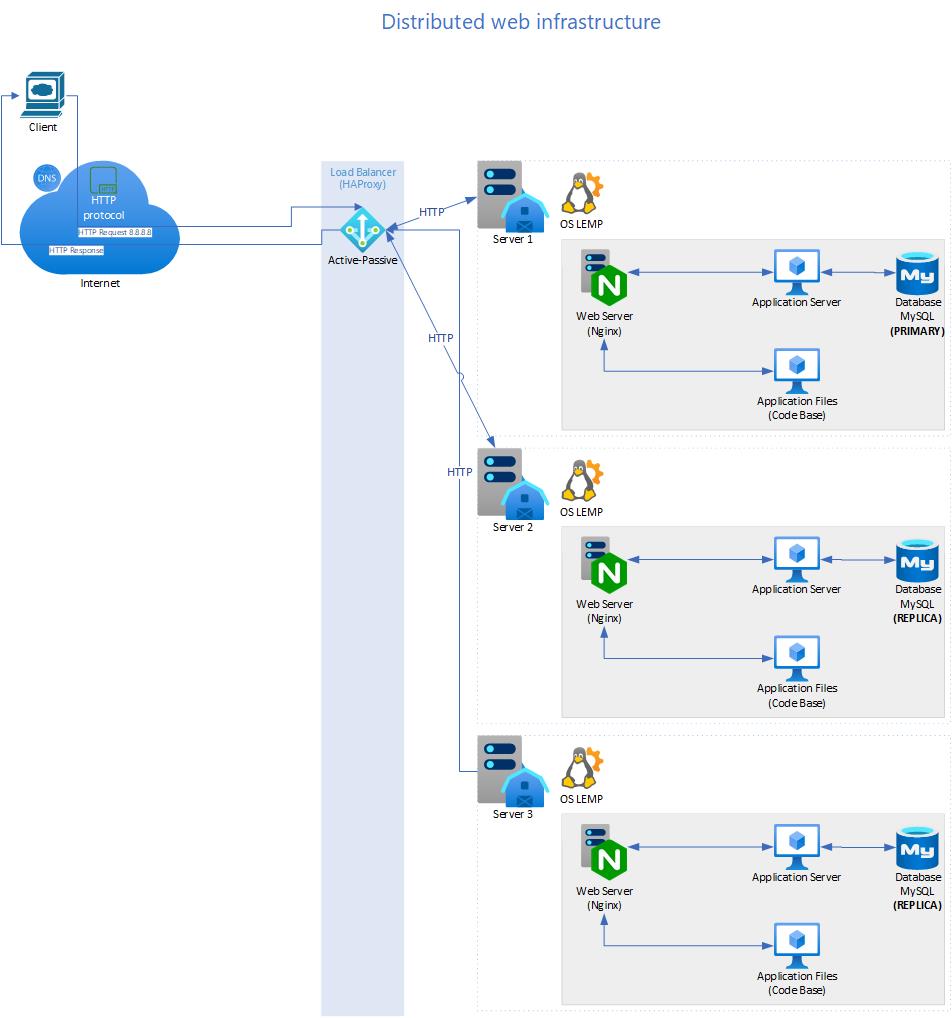 Distributed web infrastructure
Client
DNS
HTTP
HTTP
protocol
HTTP Request 8.8.8.8
HTTP Response
Internet
Load Balancer
(HAProxy)
Active-Passive
HTTP
HTTP
HTTP
Server 1
OS LEMP
Web Server
(Nginx)
Application Server
My
Database
MySQL
(PRIMARY)
Application Files
(Code Base)
Server 2
OS LEMP
Web Server
(Nginx)
Application Server
My
Database
MySQL
(REPLICA)
Application Files
(Code Base)
Server 3
OS LEMP
Web Server
(Nginx)
Application Server
My
Database
MySQL
(REPLICA)
Application Files
(Code Base)